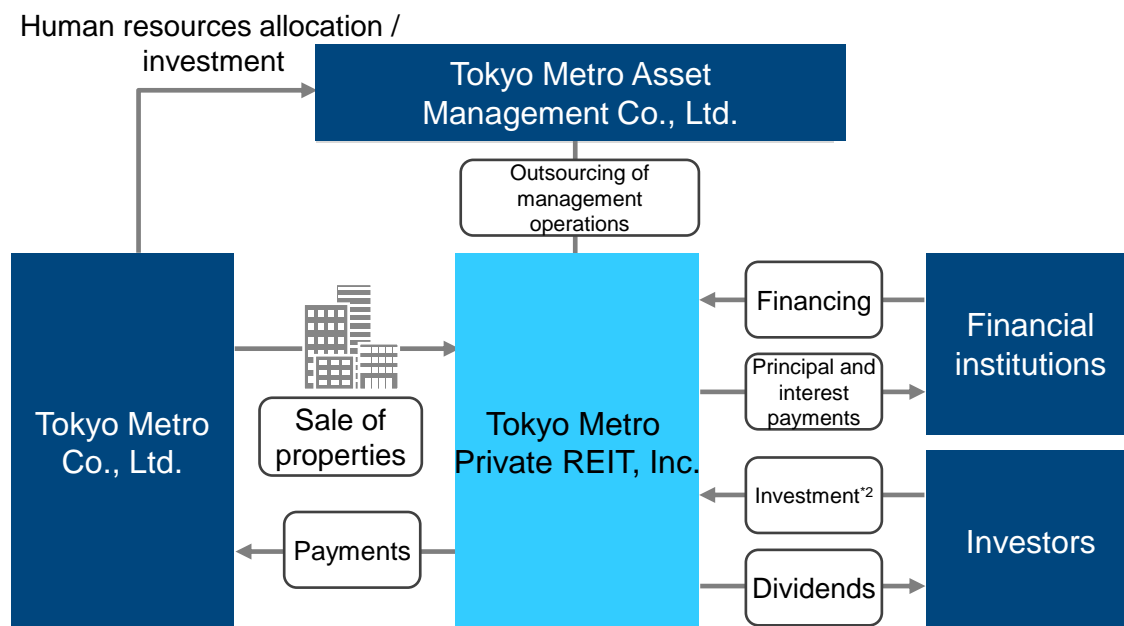 Human resources allocation /
investment
Tokyo Metro Asset
Management Co., Ltd.
Outsourcing of
management
operations
Tokyo Metro
Co., Ltd.
Sale of
properties
Payments
Tokyo Metro
Private REIT, Inc.
Financing
Principal and
interest
payments
Investment*2
Dividends
Financial
institutions
Investors